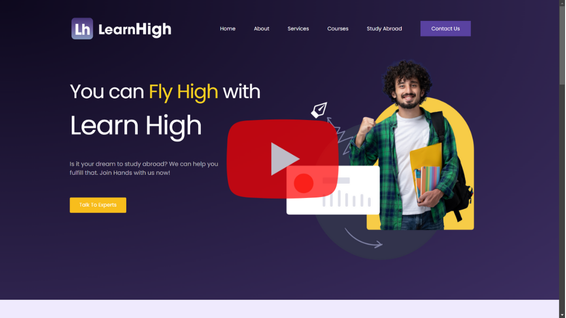 Lh LearnHigh
Home About Services Courses Study Abroad Contact Us
You can Fly High with
Learn High
Is it your dream to study abroad? We can help you
fulfill that. Join Hands with us now!
Talk to Experts